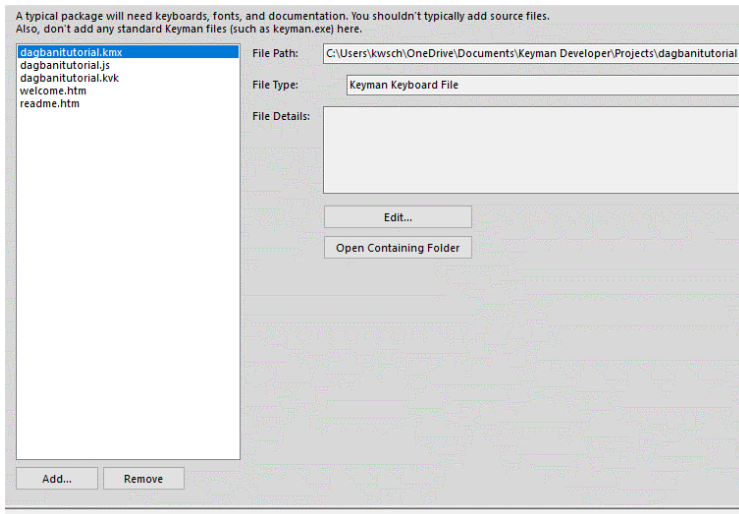 A typical package will need keyboards, fonts, and documentation. You shouldn't typically add source files.
Also, don't add any standard Keyman files (such as keyman.exe) here.
dagbanitutorial.kmx
dagbanitutorial.js
dagbanitutorial.kvk
welcome.htm
readme.htm
File Path:
C:\Users\kwsch\OneDrive\Documents\Keyman Developer\Projects\dagbanitutorial
File Type:
Keyman Keyboard File
File Details:
Edit...
Open Containing Folder
Add...
Remove